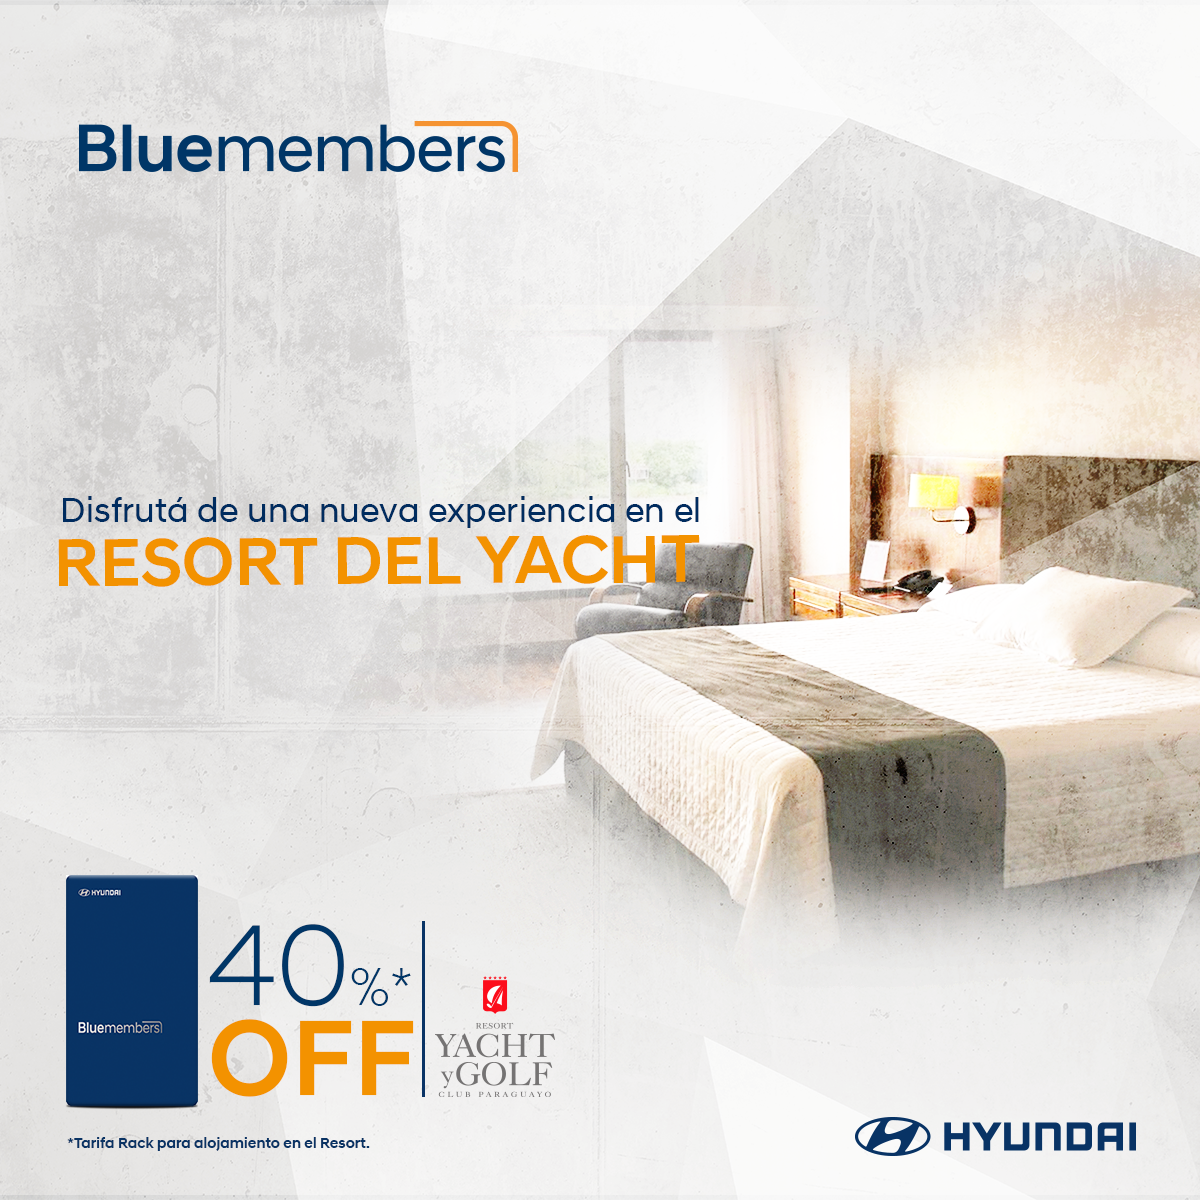 Bluemembers
Disfrutá de una nueva experiencia en el
RESORT DEL YACHT
HYUNDAI
Bluemembers
40%*
OFF
RESORT
YACHT
yGOLF
CLUB PARAGUAYO
*Tarifa Rack para alojamiento en el Resort.
HYUNDAI